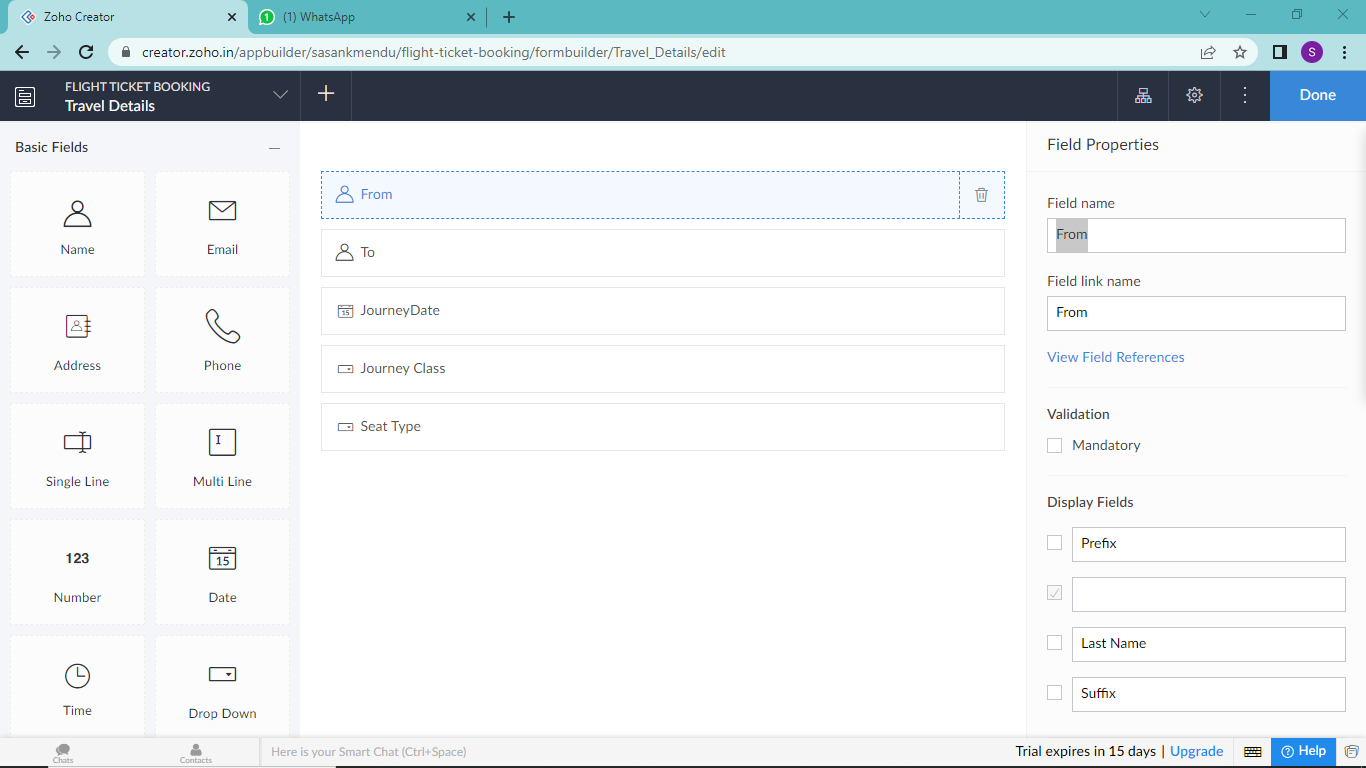 Zoho Creator
(1) WhatsApp
creator.zoho.in/appbuilder/sasankmendu/flight-ticket-booking/formbuilder/Travel_Details/edit
S
FLIGHT TICKET BOOKING
Travel Details
Done
Basic Fields
Name
Email
Address
Phone
Single Line
Multi Line
123
Number
15
Date
Time
Drop Down
From
To
15
JourneyDate
Journey Class
Seat Type
Field Properties
Field name
From
Field link name
From
View Field References
Validation
Mandatory
Display Fields
Prefix
Last Name
Suffix
Chats
Contacts
Here is your Smart Chat (Ctrl+Space)
Trial expires in 15 days | Upgrade
Help